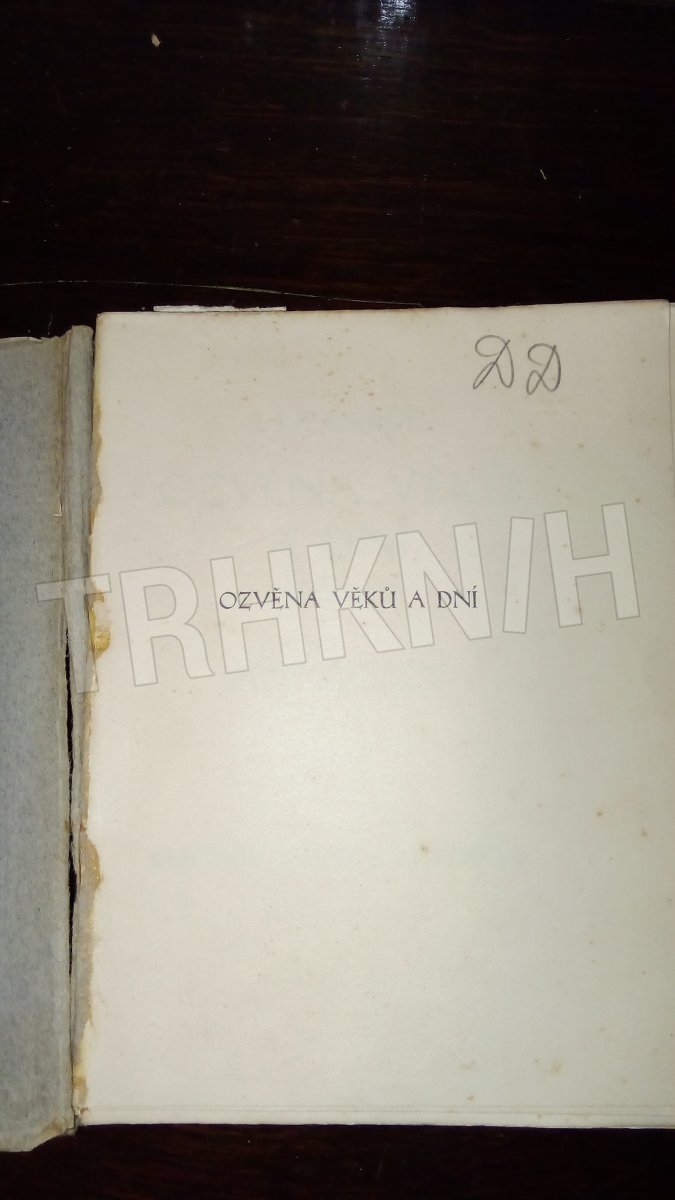 DD
OZVĚNA VĚKŮ A DNÍ
TRHKNIH